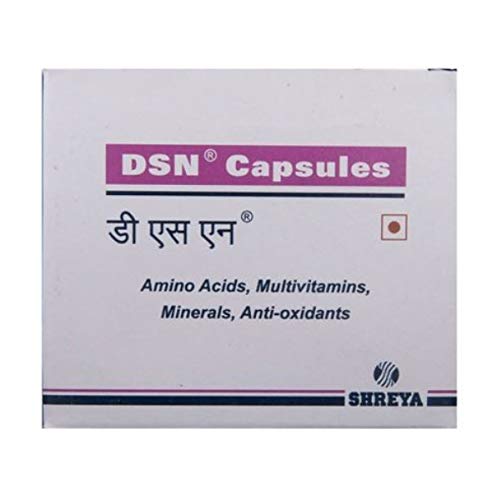 DSN® Capsules
डी एस एन®
Amino Acids, Multivitamins,
Minerals, Anti-oxidants
SHREYA